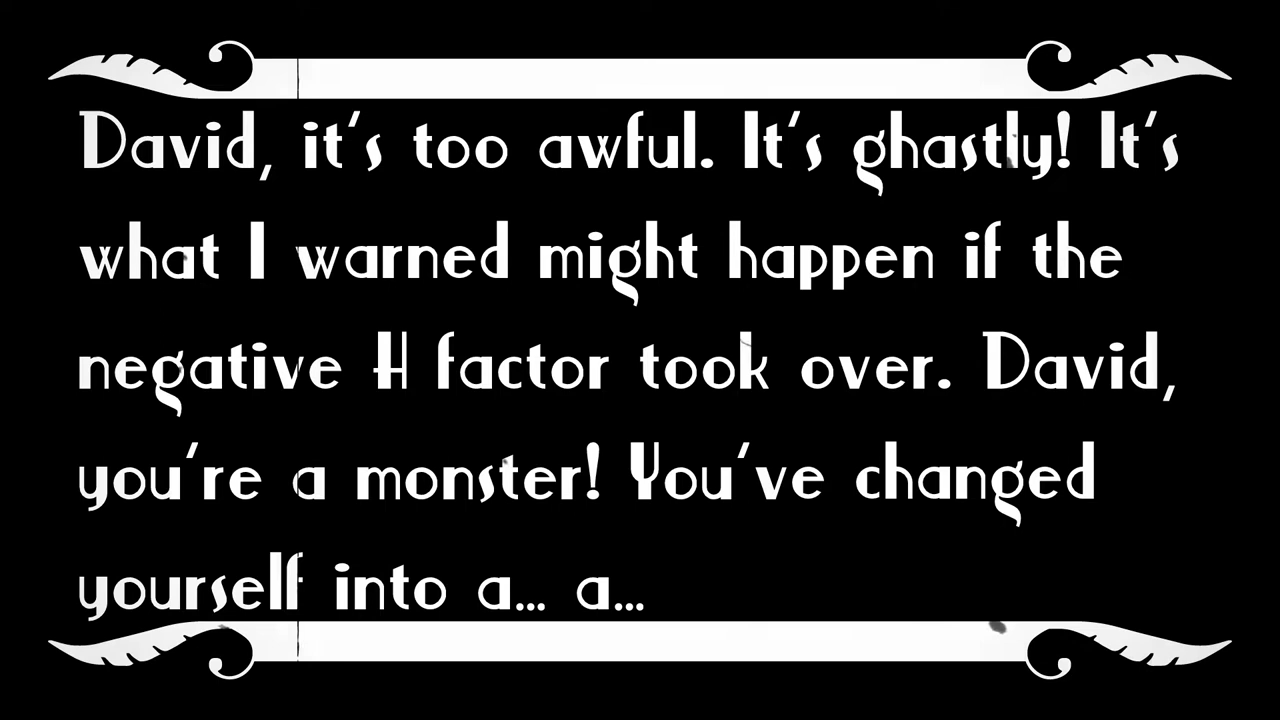 David, it's too awful. It's ghastly! It's
what I warned might happen if the
negative H factor took over. David,
you're a monster! You've changed
yourself into a... a...